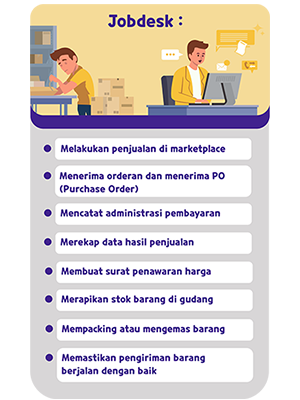 Jobdesk :
Melakukan penjualan di marketplace
Menerima orderan dan menerima PO
(Purchase Order)
Mencatat administrasi pembayaran
Merekap data hasil penjualan
Membuat surat penawaran harga
Merapikan stok barang di gudang
Mempacking atau mengemas barang
Memastikan pengiriman barang
berjalan dengan baik